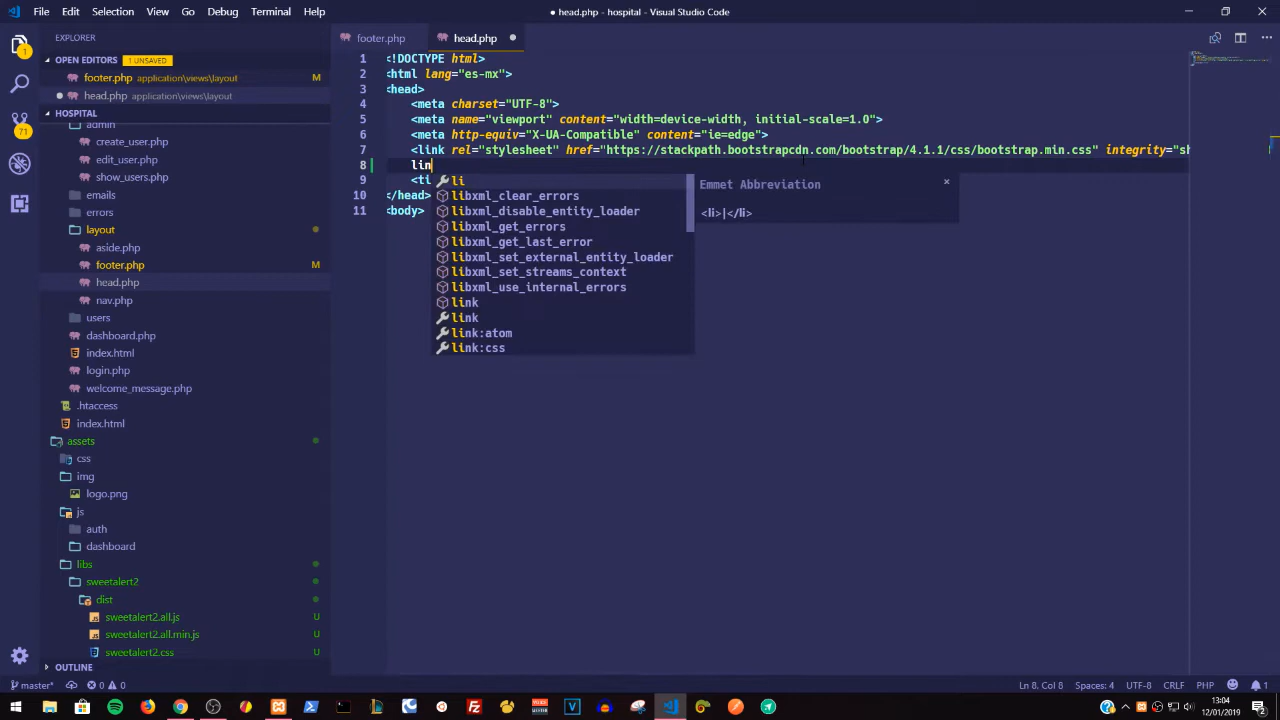 File Edit Selection View Go Debug Terminal Help
● head.php - hospital - Visual Studio Code
EXPLORER
OPEN EDITORS 1 UNSAVED
footer.php application\views\layout M
head.php application\views\layout
HOSPITAL
admin
create_user.php
edit_user.php
show_users.php
emails
errors
layout
aside.php
footer.php M
head.php
nav.php
users
dashboard.php
index.html
login.php
welcome_message.php
.htaccess
index.html
assets
css
img
logo.png
js
auth
dashboard
libs
sweetalert2
dist
sweetalert2.all.js U
sweetalert2.all.min.js U
sweetalert2.css U
OUTLINE
1
71
footer.php head.php
1 <!DOCTYPE html>
2 <html lang="es-mx">
3 <head>
4 <meta charset="UTF-8">
5 <meta name="viewport" content="width=device-width, initial-scale=1.0">
6 <meta http-equiv="X-UA-Compatible" content="ie=edge">
7 <link rel="stylesheet" href="https://stackpath.bootstrapcdn.com/bootstrap/4.1.1/css/bootstrap.min.css" integrity="sh
8 lin
9 <ti
10 </head>
11 <body>
li
libxml_clear_errors
libxml_disable_entity_loader
libxml_get_errors
libxml_get_last_error
libxml_set_external_entity_loader
libxml_set_streams_context
libxml_use_internal_errors
link
link
link:atom
link:css
Emmet Abbreviation
<li>|</li>
master* 0 0
Ln 8, Col 8 Spaces: 4 UTF-8 CRLF PHP 1
13:04
12/01/2019